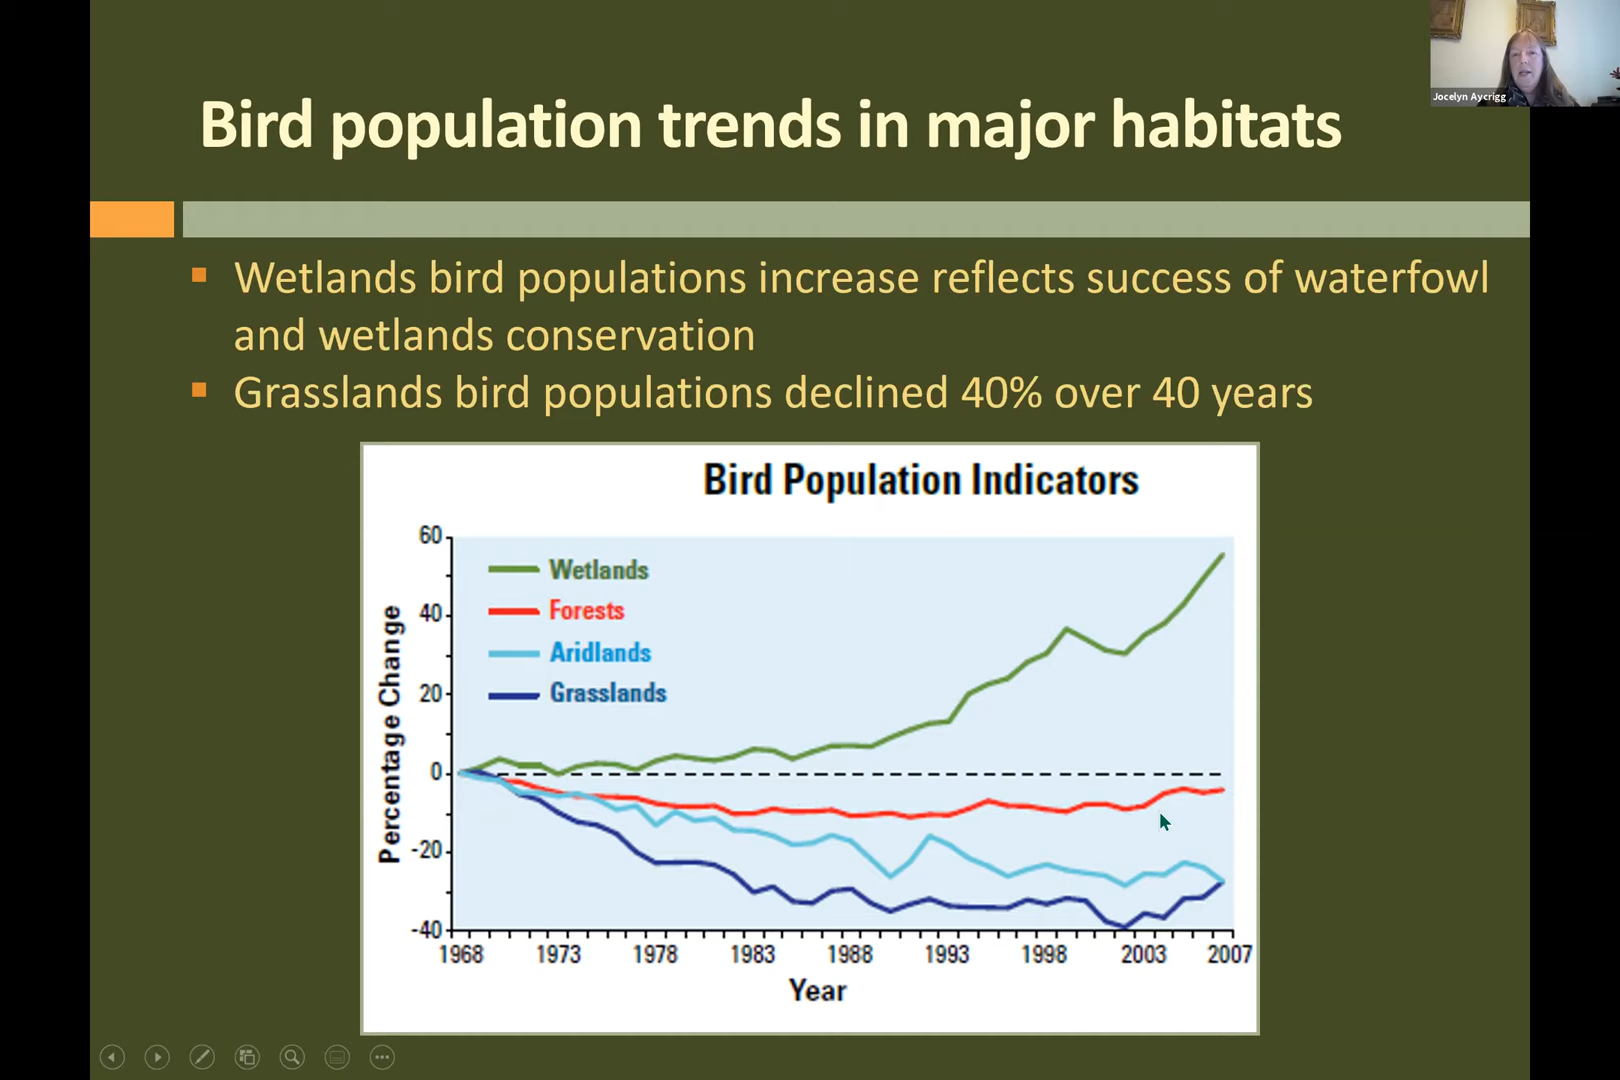 Jocelyn Aycrigg
Bird population trends in major habitats
Wetlands bird populations increase reflects success of waterfowl
and wetlands conservation
Grasslands bird populations declined 40% over 40 years
Bird Population Indicators
Percentage Change
60
40
20
0
-20
-40
Wetlands
Forests
Aridlands
Grasslands
1968 1973 1978 1983 1988 1993 1998 2003 2007
Year